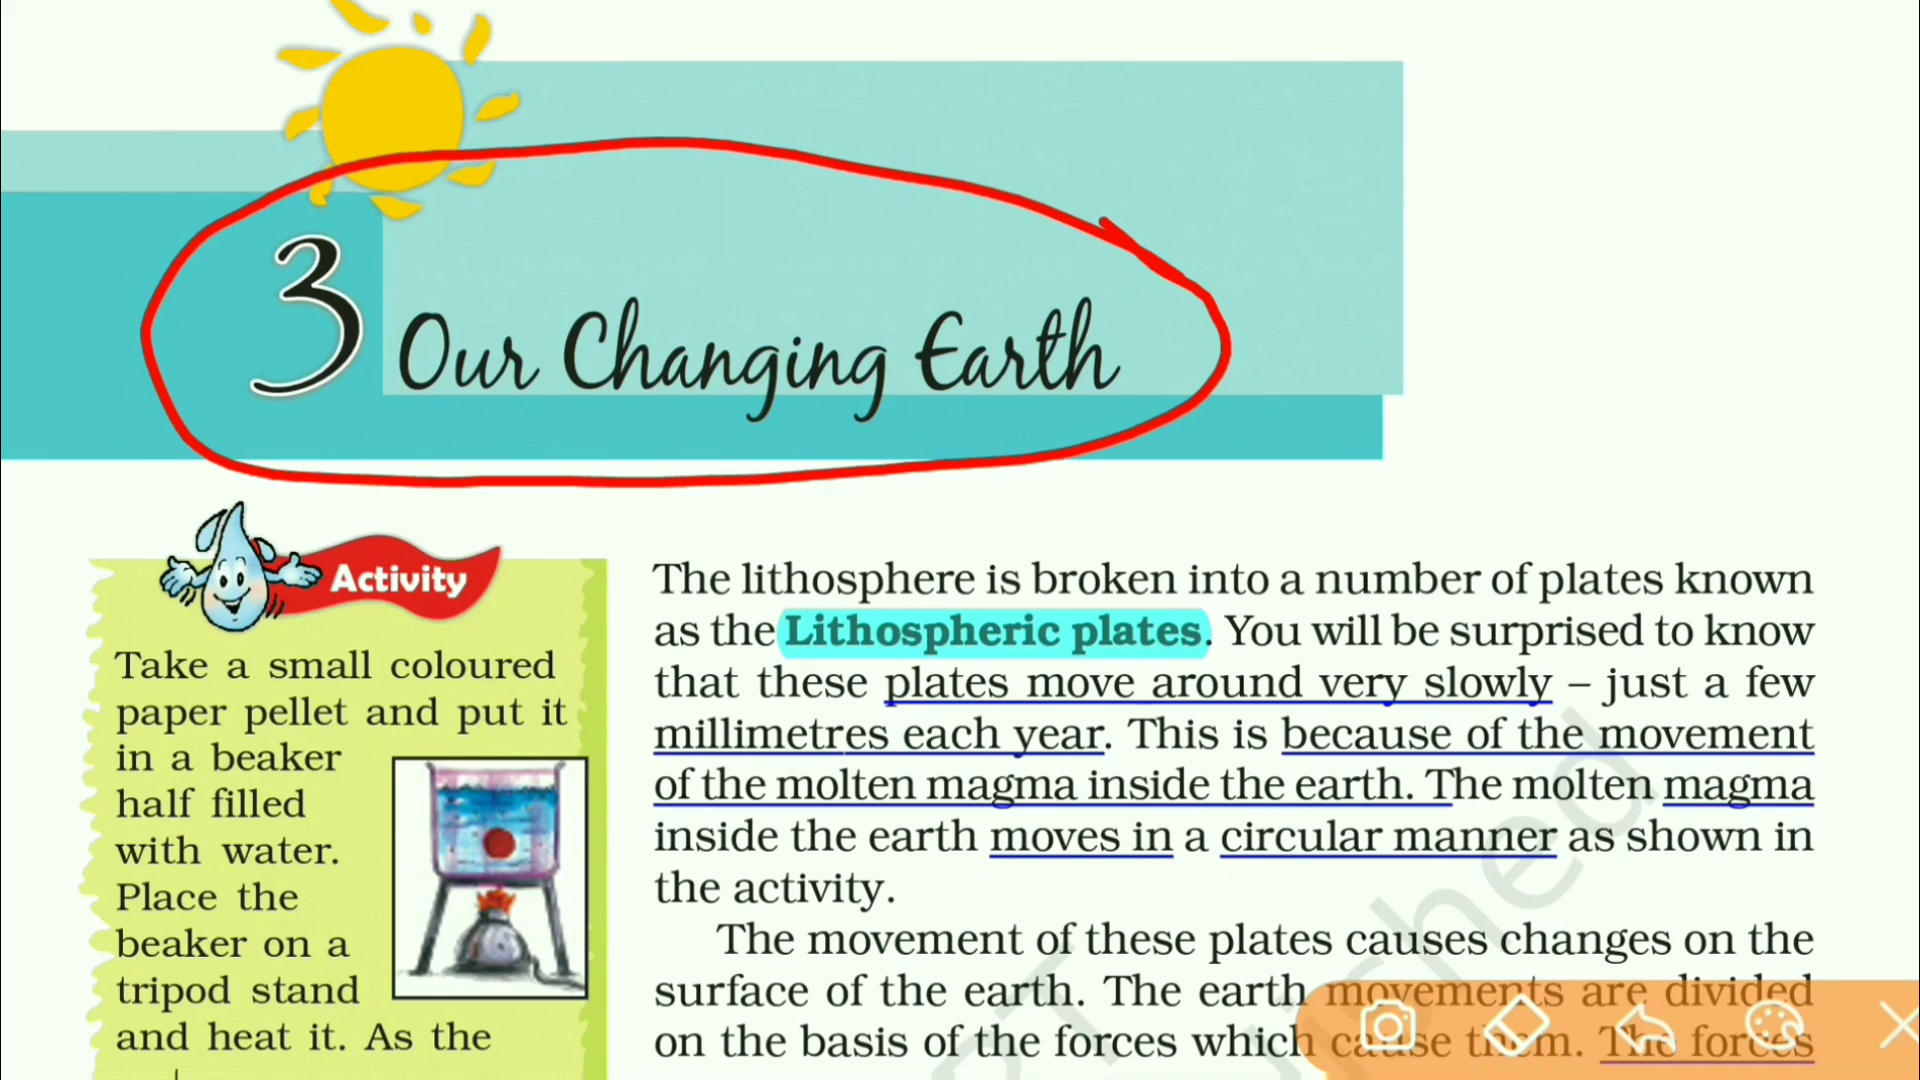 3 Our Changing Earth
Activity
Take a small coloured
paper pellet and put it
in a beaker
half filled
with water.
Place the
beaker on a
tripod stand
and heat it. As the
The lithosphere is broken into a number of plates known
as the Lithospheric plates. You will be surprised to know
that these plates move around very slowly – just a few
millimetres each year. This is because of the movement
of the molten magma inside the earth. The molten magma
inside the earth moves in a circular manner as shown in
the activity.
The movement of these plates causes changes on the
surface of the earth. The earth movements are divided
on the basis of the forces which cause them. The forces